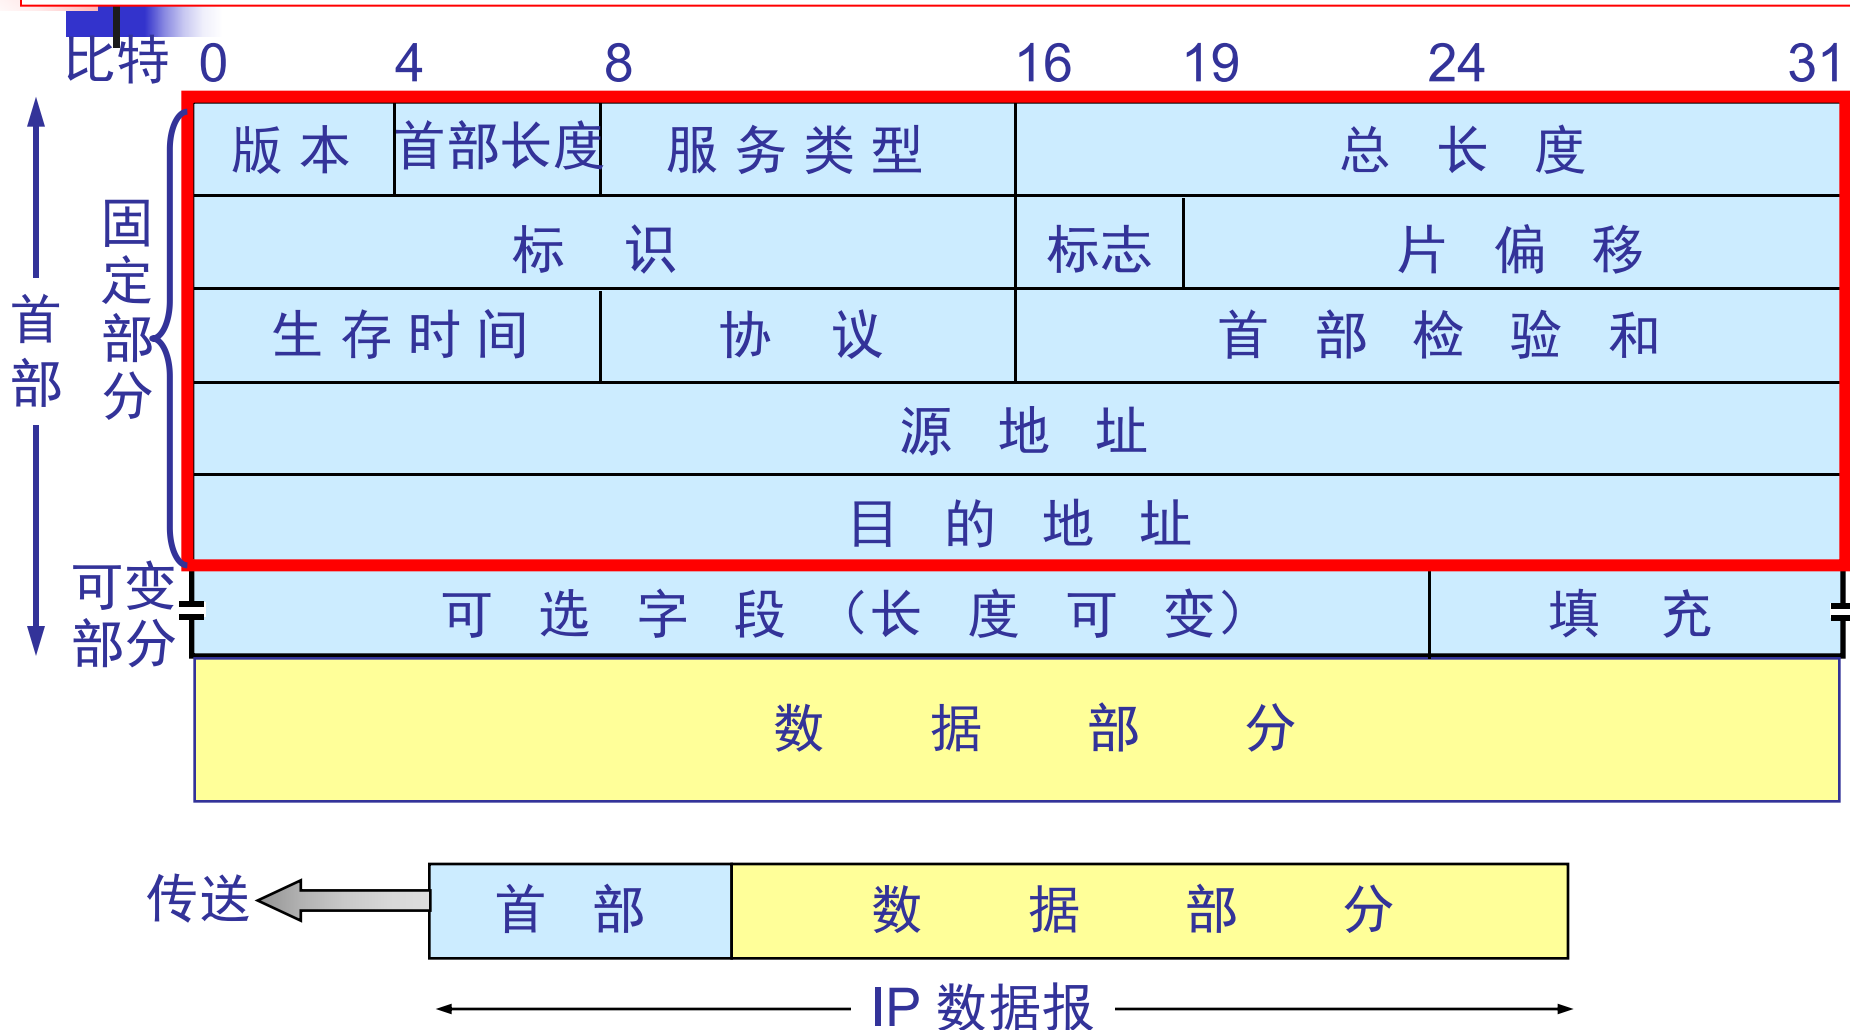 比特 0 4 8 16 19 24 31
版本 首部长度 服务类型 总长度
标识 标志 片偏移
生存时间 协议 首部检验和
源地址
目的地址
可选字段（长度可变） 填充
数据部分
首部
固定部分
可变
部分
传送 首部 数据部分
IP 数据报